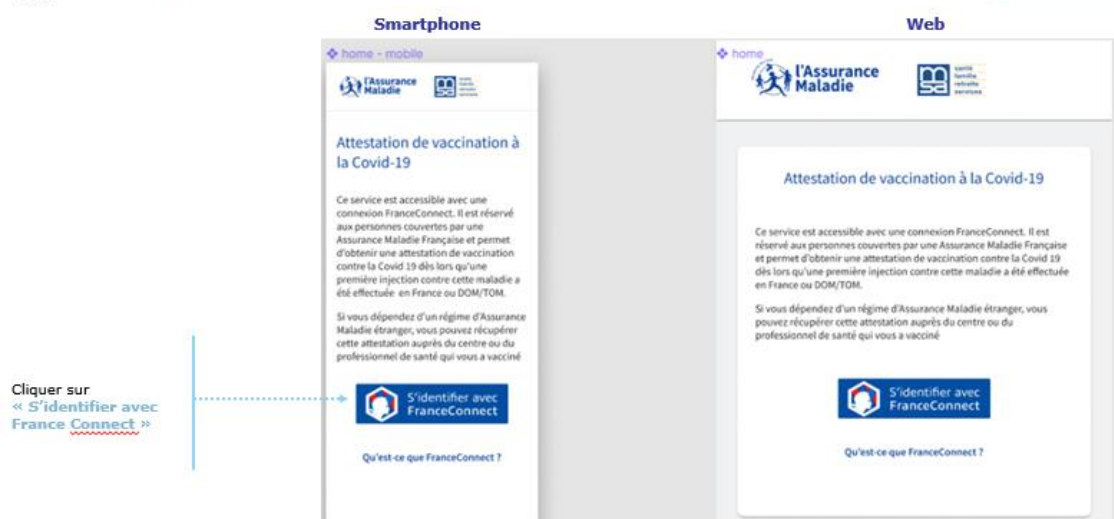 Smartphone
Web
home - mobile
l'Assurance
Maladie
msa
santé
famille
retraite
services
Attestation de vaccination à
la Covid-19
Ce service est accessible avec une
connexion FranceConnect. Il est réservé
aux personnes couvertes par une
Assurance Maladie Française et permet
d'obtenir une attestation de vaccination
contre la Covid 19 dès lors qu'une
première injection contre cette maladie a
été effectuée en France ou DOM/TOM.
Si vous dépendez d'un régime d'Assurance
Maladie étranger, vous pouvez récupérer
cette attestation auprès du centre ou du
professionnel de santé qui vous a vacciné
Cliquer sur
« S'identifier avec
France Connect »
S'identifier avec
FranceConnect
Qu'est-ce que FranceConnect ?
home
l'Assurance
Maladie
msa
santé
famille
retraite
services
Attestation de vaccination à la Covid-19
Ce service est accessible avec une connexion FranceConnect. Il est
réservé aux personnes couvertes par une Assurance Maladie Française
et permet d'obtenir une attestation de vaccination contre la Covid 19
dès lors qu'une première injection contre cette maladie a été effectuée
en France ou DOM/TOM.
Si vous dépendez d'un régime d'Assurance Maladie étranger, vous
pouvez récupérer cette attestation auprès du centre ou du
professionnel de santé qui vous a vacciné
S'identifier avec
FranceConnect
Qu'est-ce que FranceConnect ?